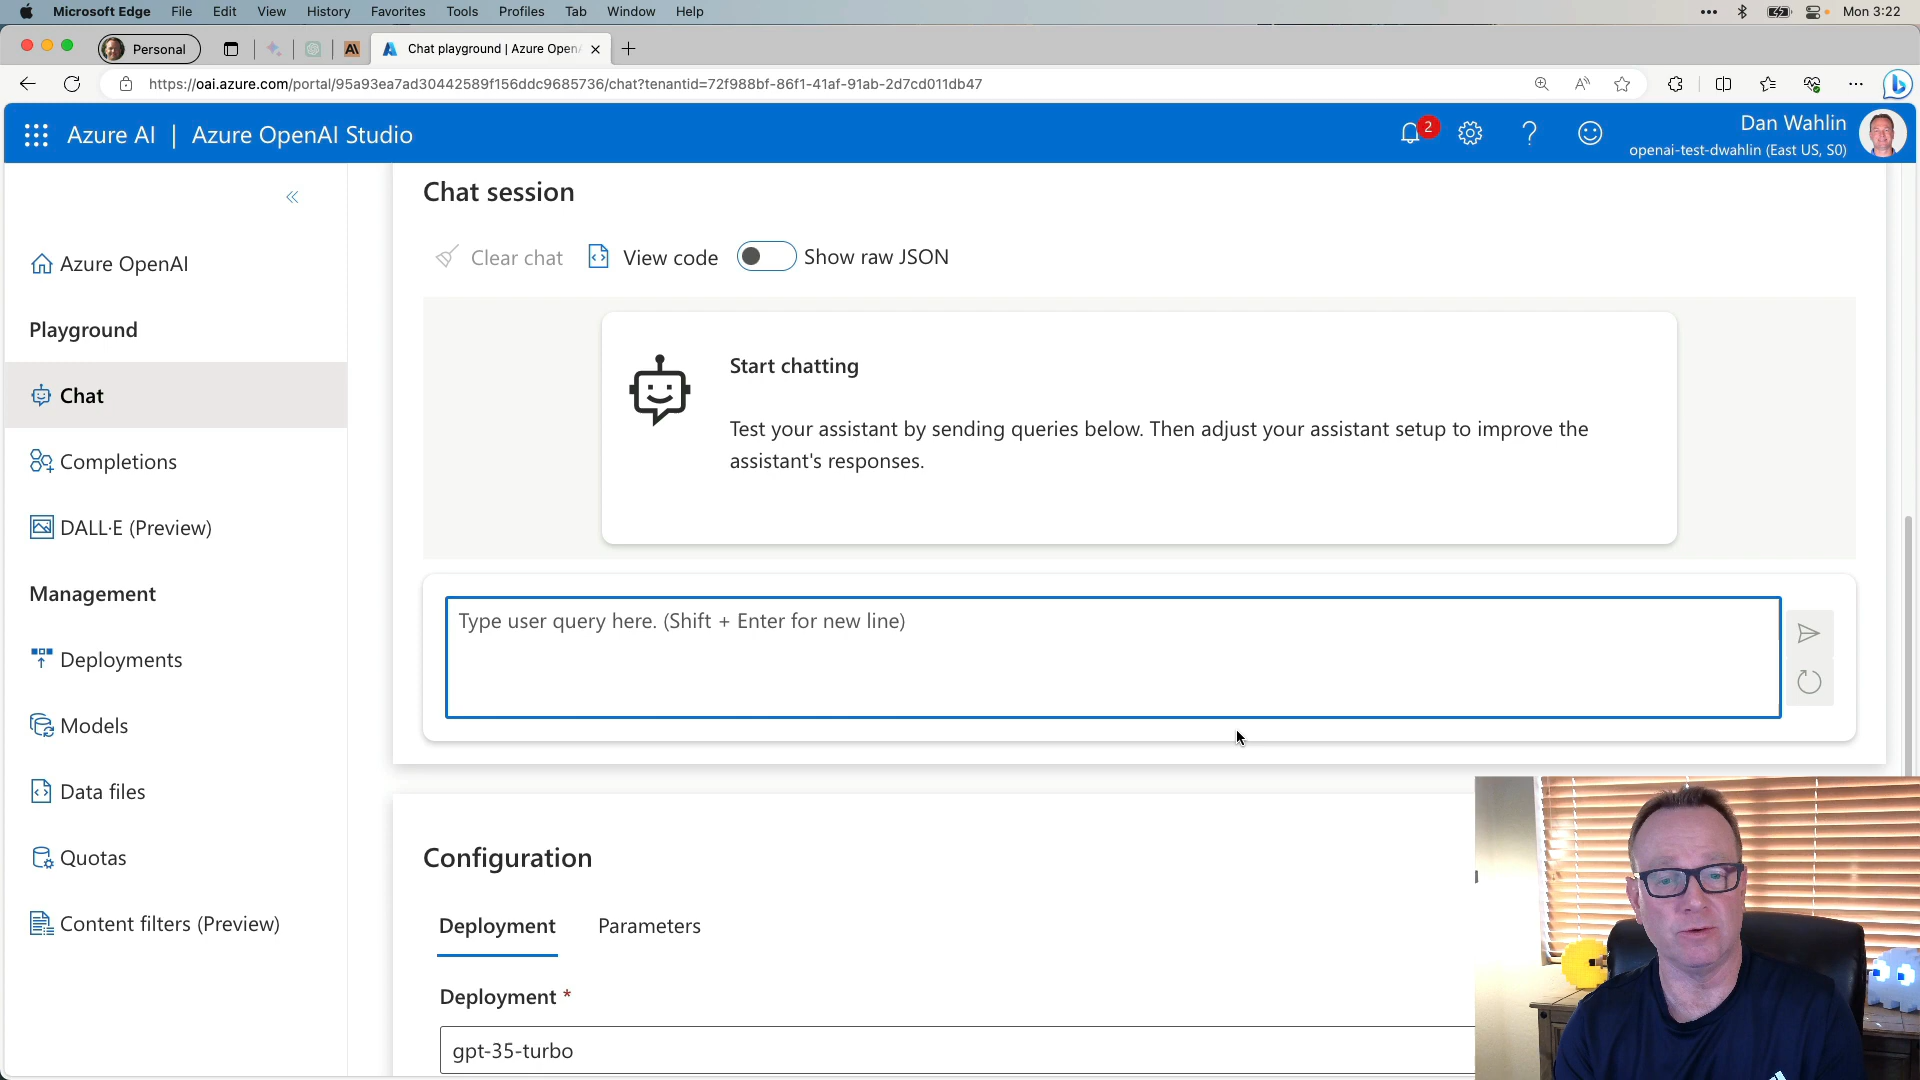 Microsoft Edge File Edit View History Favorites Tools Profiles Tab Window Help Mon 3:22
Personal Chat playground | Azure OpenA
https://oai.azure.com/portal/95a93ea7ad30442589f156ddc9685736/chat?tenantid=72f988bf-86f1-41af-91ab-2d7cd011db47
Azure AI | Azure OpenAI Studio
2
Dan Wahlin
openai-test-dwahlin (East US, S0)
Azure OpenAI
Playground
Chat
Completions
DALL·E (Preview)
Management
Deployments
Models
Data files
Quotas
Content filters (Preview)
Chat session
Clear chat View code Show raw JSON
Start chatting
Test your assistant by sending queries below. Then adjust your assistant setup to improve the
assistant's responses.
Type user query here. (Shift + Enter for new line)
Configuration
Deployment Parameters
Deployment *
gpt-35-turbo